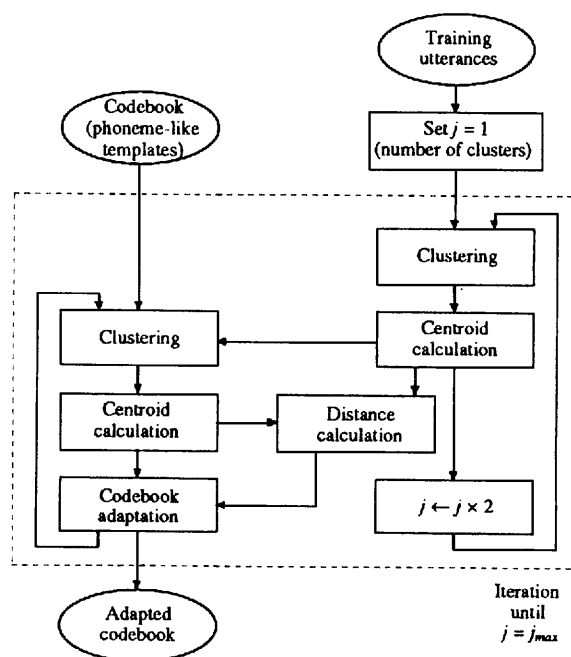 Training
utterances
Codebook
(phoneme-like
templates)
Set j = 1
(number of clusters)
Clustering
Clustering
Centroid
calculation
Centroid
calculation
Distance
calculation
Codebook
adaptation
j ← j × 2
Adapted
codebook
Iteration
until
j = jmax